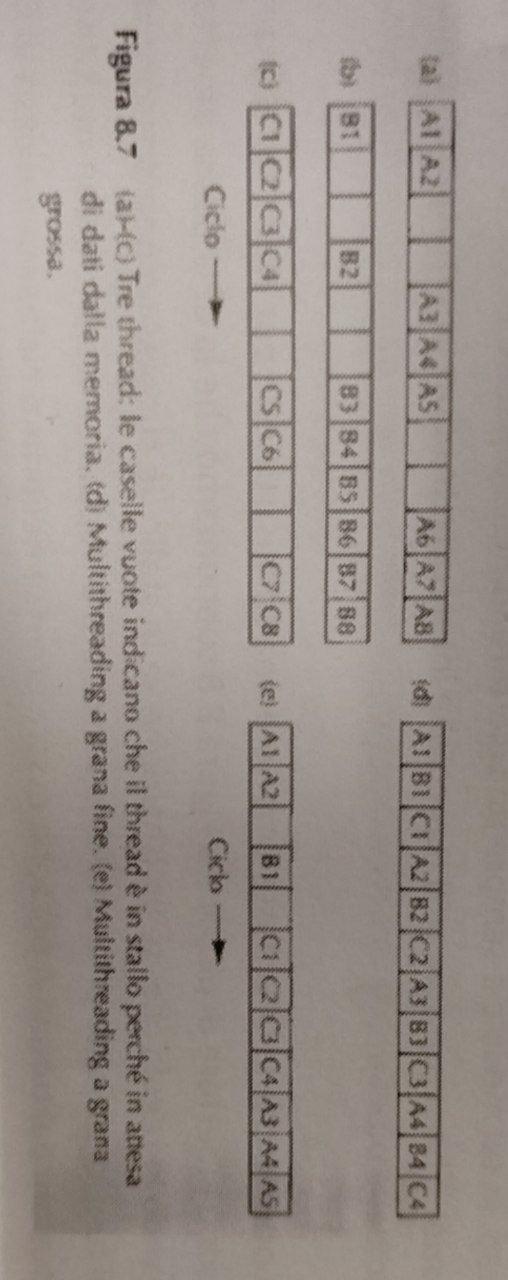 (a) A1 A2 A3 A4 A5 A6 A7 A8
(b) B1 B2 B3 B4 B5 B6 B7 B8
(c) C1 C2 C3 C4 C5 C6 C7 C8
Ciclo
(d) A1 B1 C1 A2 B2 C2 A3 B3 C3 A4 B4 C4
(e) A1 A2 B1 C1 C2 C3 C4 A3 A4 A5
Ciclo
Figura 8.7 (a)-(c) Tre thread: le caselle vuote indicano che il thread è in stallo perché in attesa
di dati dalla memoria. (d) Multithreading a grana fine. (e) Multithreading a grana
grossa.